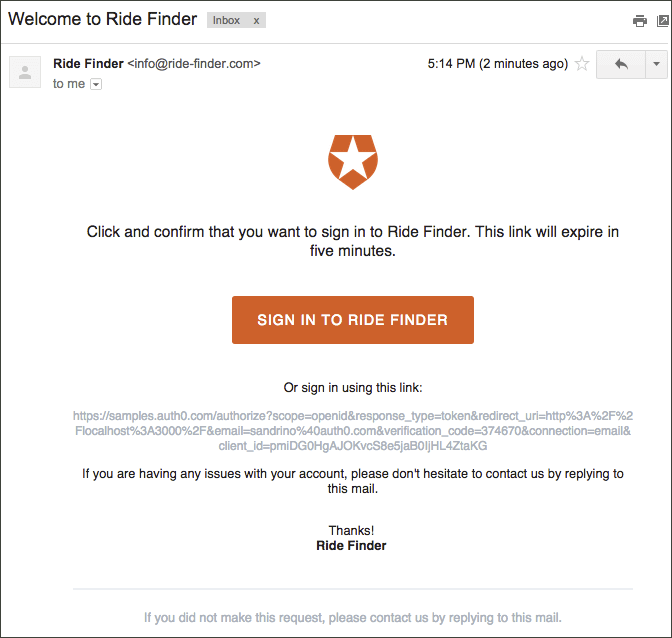 Welcome to Ride Finder Inbox x
Ride Finder <info@ride-finder.com> 5:14 PM (2 minutes ago)
to me
Click and confirm that you want to sign in to Ride Finder. This link will expire in
five minutes.
SIGN IN TO RIDE FINDER
Or sign in using this link:
https://samples.auth0.com/authorize?scope=openid&response_type=token&redirect_uri=http%3A%2F%2
Flocalhost%3A3000%2F&email=sandrino%40auth0.com&verification_code=374670&connection=email&
client_id=pmiDG0HgAJOKvcS8e5jaB0IjHL4ZtaKG
If you are having any issues with your account, please don't hesitate to contact us by replying to
this mail.
Thanks!
Ride Finder
If you did not make this request, please contact us by replying to this mail.